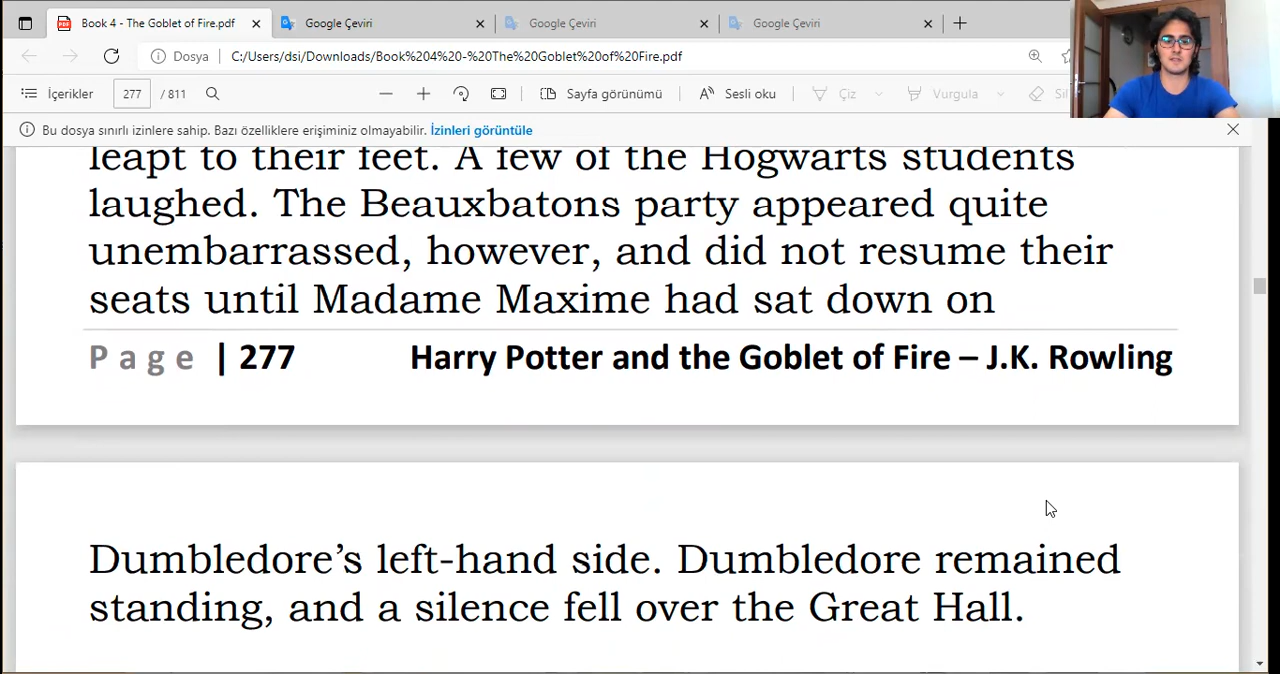 Book 4 - The Goblet of Fire.pdf
Google Çeviri
Google Çeviri
Google Çeviri
Dosya
C:/Users/dsi/Downloads/Book%204%20-%20The%20Goblet%20of%20Fire.pdf
İçerikler
277
/ 811
Sayfa görünümü
Sesli oku
Çiz
Vurgula
Bu dosya sınırlı izinlere sahip. Bazı özelliklere erişiminiz olmayabilir. İzinleri görüntüle
leapt to their feet. A few of the Hogwarts students
laughed. The Beauxbatons party appeared quite
unembarrassed, however, and did not resume their
seats until Madame Maxime had sat down on
Page | 277
Harry Potter and the Goblet of Fire – J.K. Rowling
Dumbledore’s left-hand side. Dumbledore remained
standing, and a silence fell over the Great Hall.